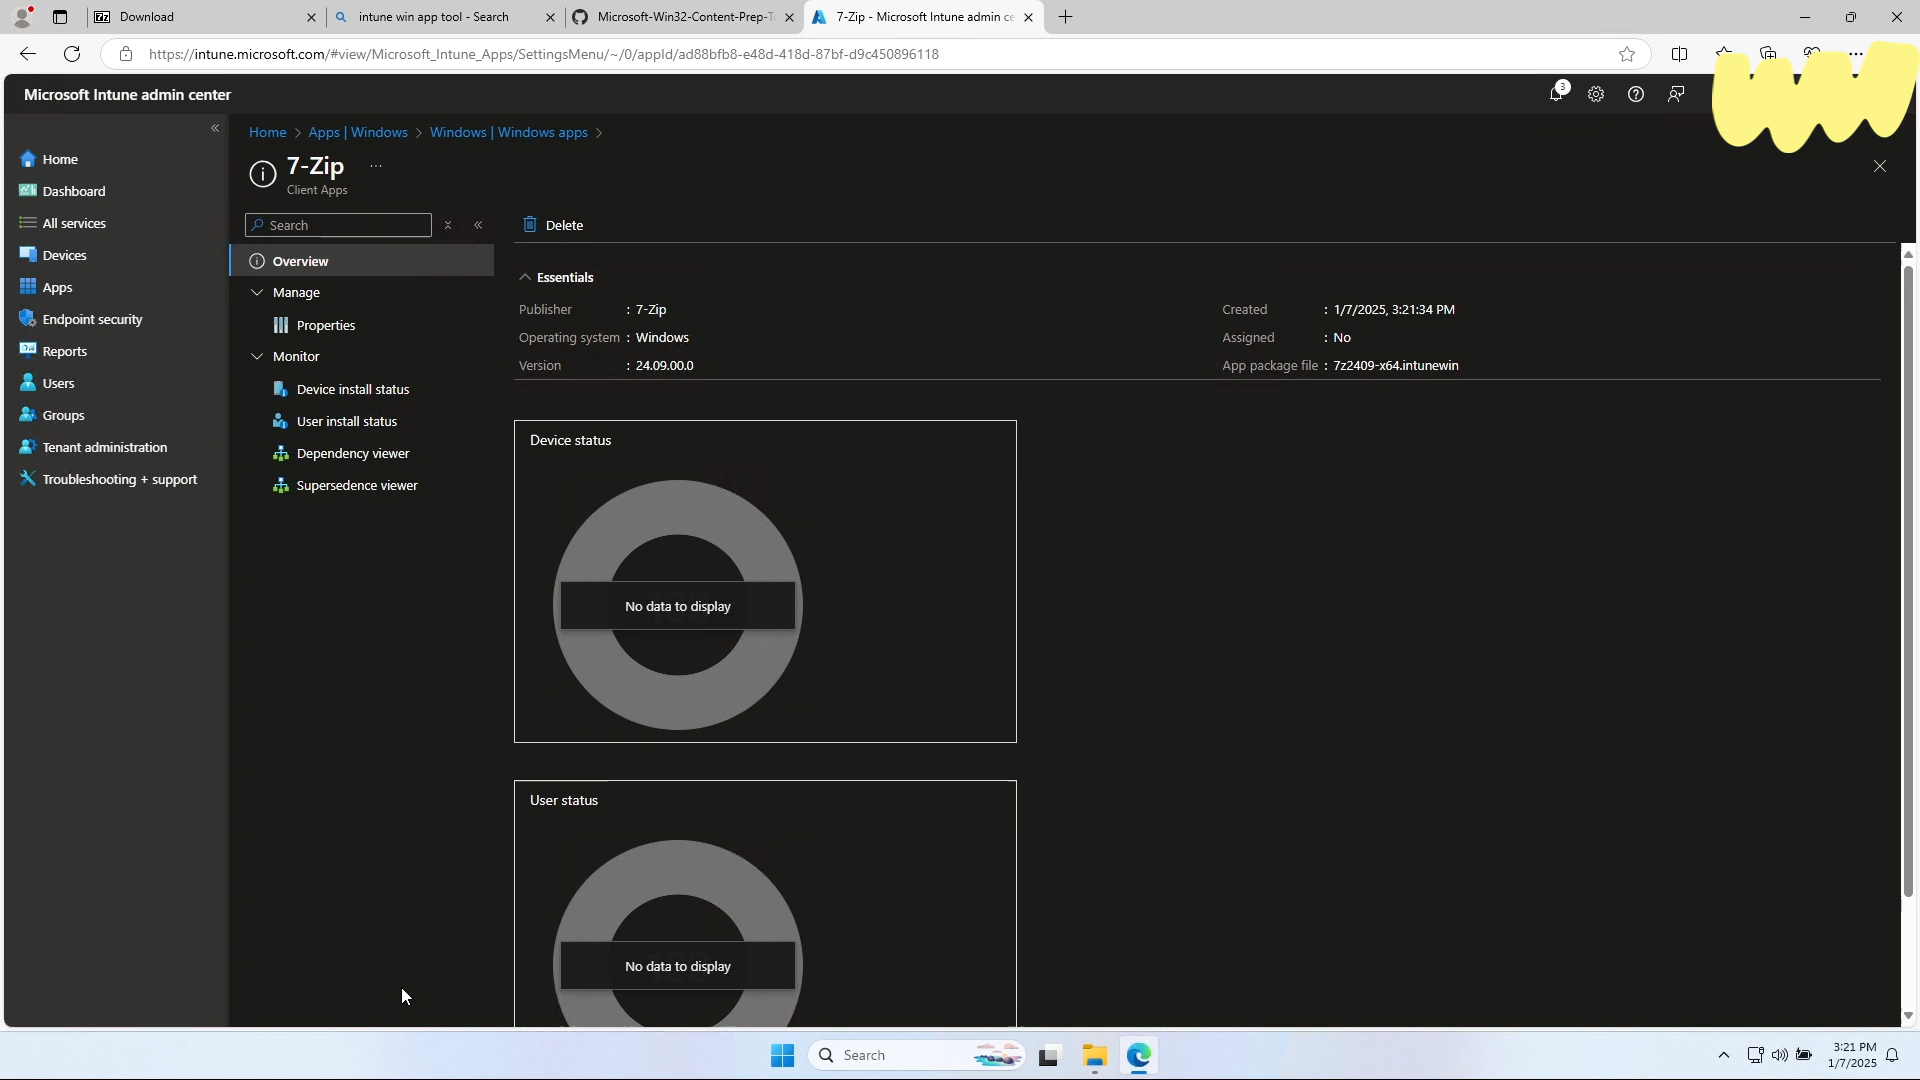 Download
intune win app tool - Search
Microsoft-Win32-Content-Prep-T
7-Zip - Microsoft Intune admin ce
https://intune.microsoft.com/#view/Microsoft_Intune_Apps/SettingsMenu/~/0/appId/ad88bfb8-e48d-418d-87bf-d9c450896118
Microsoft Intune admin center
3
Home
Dashboard
All services
Devices
Apps
Endpoint security
Reports
Users
Groups
Tenant administration
Troubleshooting + support
Home > Apps | Windows > Windows | Windows apps >
7-Zip ...
Client Apps
Search
Overview
Manage
Properties
Monitor
Device install status
User install status
Dependency viewer
Supersedence viewer
Delete
Essentials
Publisher : 7-Zip
Operating system : Windows
Version : 24.09.00.0
Created : 1/7/2025, 3:21:34 PM
Assigned : No
App package file : 7z2409-x64.intunewin
Device status
No data to display
User status
No data to display
Search
3:21 PM
1/7/2025